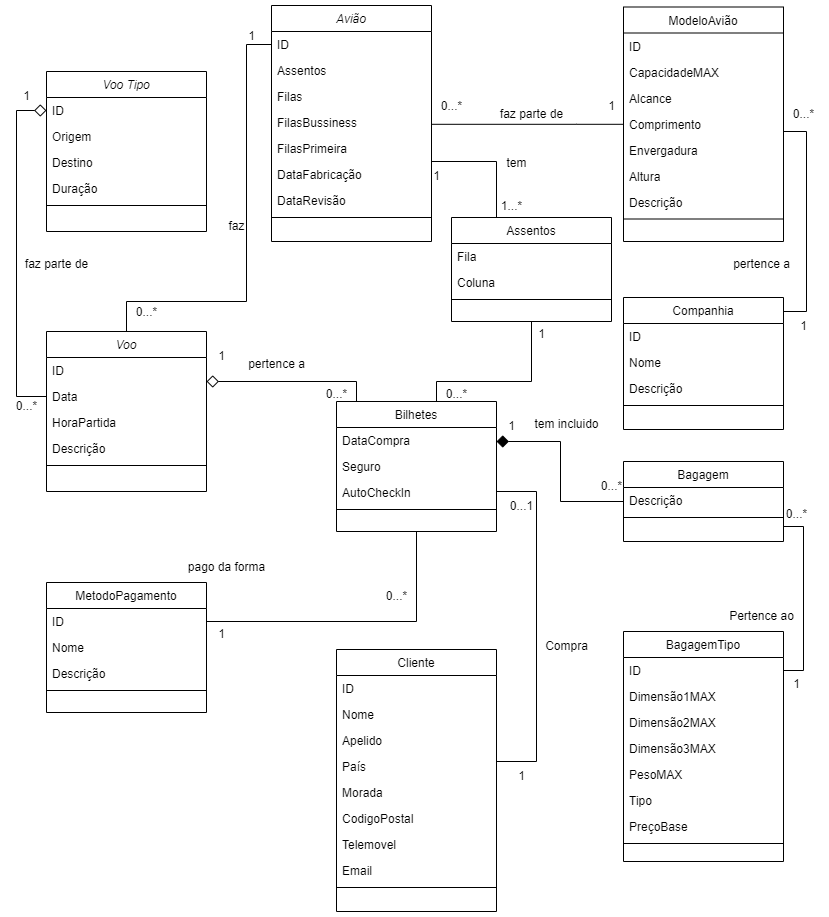 Avião
ID
Assentos
Filas
FilasBussiness
FilasPrimeira
DataFabricação
DataRevisão
ModeloAvião
ID
CapacidadeMAX
Alcance
Comprimento
Envergadura
Altura
Descrição
Voo Tipo
ID
Origem
Destino
Duração
1
1
0...*
faz parte de
1
0...*
tem
1
1...*
faz
0...*
faz parte de
0...*
pertence a
1
Assentos
Fila
Coluna
Companhia
ID
Nome
Descrição
Voo
ID
Data
HoraPartida
Descrição
1
pertence a
0...*
1
0...*
Bilhetes
DataCompra
Seguro
AutoCheckIn
1
tem incluido
0...*
0...1
Bagagem
Descrição
0...*
pago da forma
0...*
1
MetodoPagamento
ID
Nome
Descrição
Compra
1
Pertence ao
1
Cliente
ID
Nome
Apelido
País
Morada
CodigoPostal
Telemovel
Email
BagagemTipo
ID
Dimensão1MAX
Dimensão2MAX
Dimensão3MAX
PesoMAX
Tipo
PreçoBase